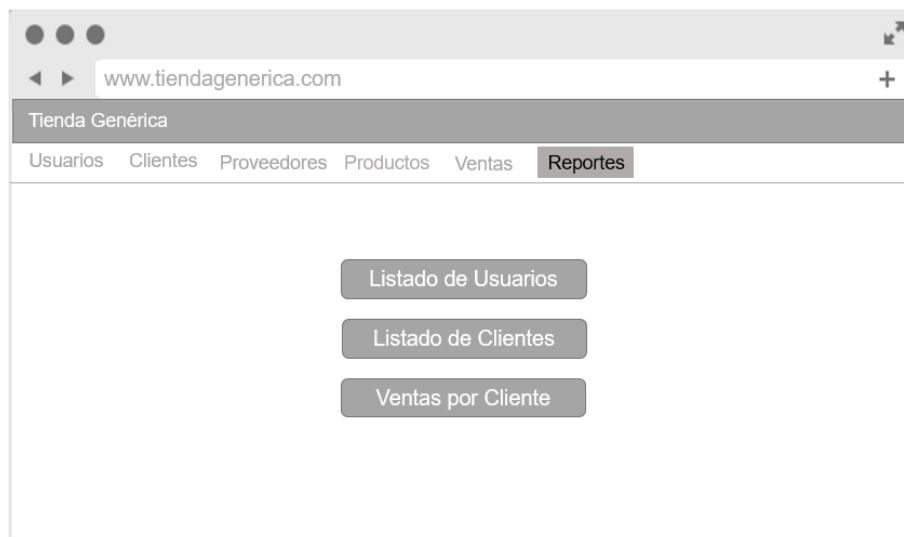 www.tiendagenerica.com
Tienda Genérica
Usuarios Clientes Proveedores Productos Ventas Reportes
Listado de Usuarios
Listado de Clientes
Ventas por Cliente